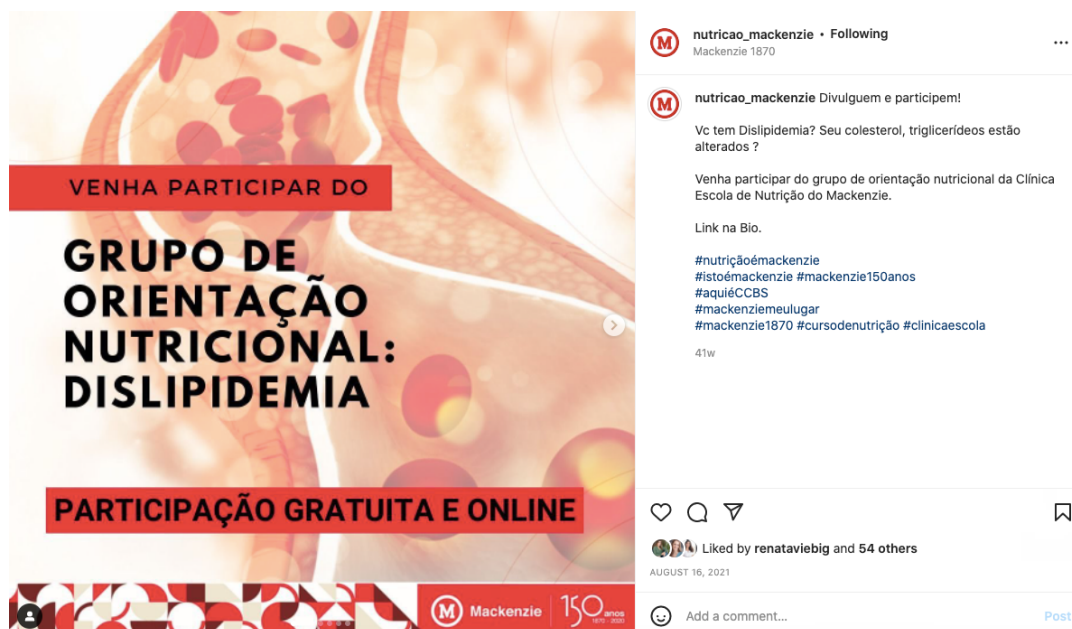 VENHA PARTICIPAR DO
GRUPO DE
ORIENTAÇÃO
NUTRICIONAL:
DISLIPIDEMIA
PARTICIPAÇÃO GRATUITA E ONLINE
M Mackenzie 150 anos
1870 - 2020
M
nutricao_mackenzie • Following
Mackenzie 1870
M
nutricao_mackenzie Divulguem e participem!
Vc tem Dislipidemia? Seu colesterol, triglicerídeos estão
alterados ?
Venha participar do grupo de orientação nutricional da Clínica
Escola de Nutrição do Mackenzie.
Link na Bio.
#nutriçãoémackenzie
#istoémackenzie #mackenzie150anos
#aquiéCCBS
#mackenziemeulugar
#mackenzie1870 #cursodenutrição #clinicaescola
41w
Liked by renataviebig and 54 others
AUGUST 16, 2021
Add a comment... Post